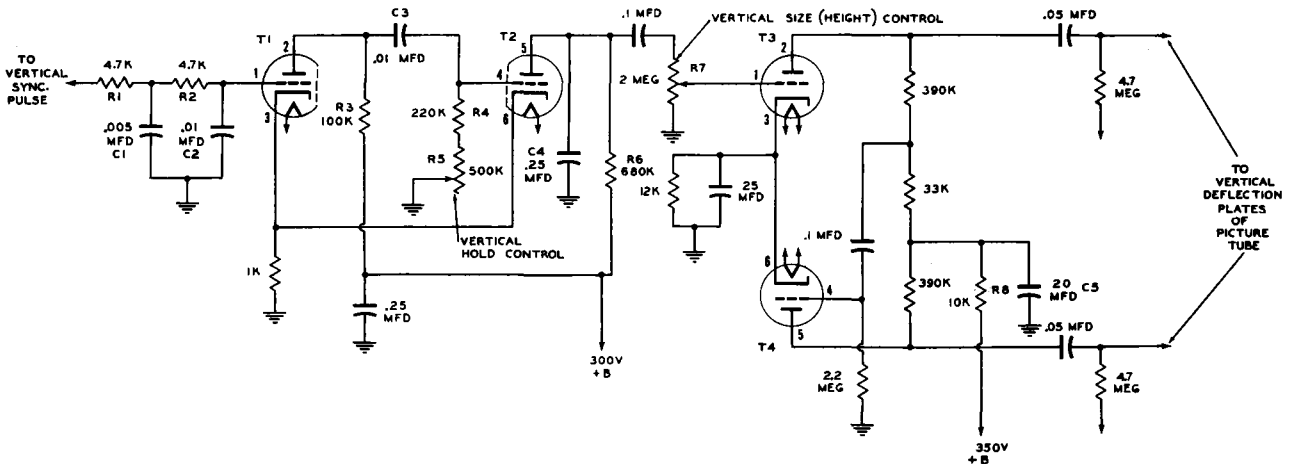 TO
VERTICAL
SYNC.
PULSE
4.7K
R1
4.7K
R2
.005
MFD
C1
.01
MFD
C2
T1
2
1
3
1K
C3
.01 MFD
R3
100K
.25
MFD
220K
R4
R5
500K
VERTICAL
HOLD CONTROL
T2
5
4
6
C4
.25
MFD
R6
680K
300V
+B
.1 MFD
VERTICAL SIZE (HEIGHT) CONTROL
2 MEG
R7
T3
2
1
3
12K
25
MFD
.1 MFD
6
4
5
T4
2.2
MEG
390K
33K
390K
R8
10K
20
MFD
C5
350V
+B
.05 MFD
4.7
MEG
.05 MFD
4.7
MEG
TO
VERTICAL
DEFLECTION
PLATES
OF
PICTURE
TUBE